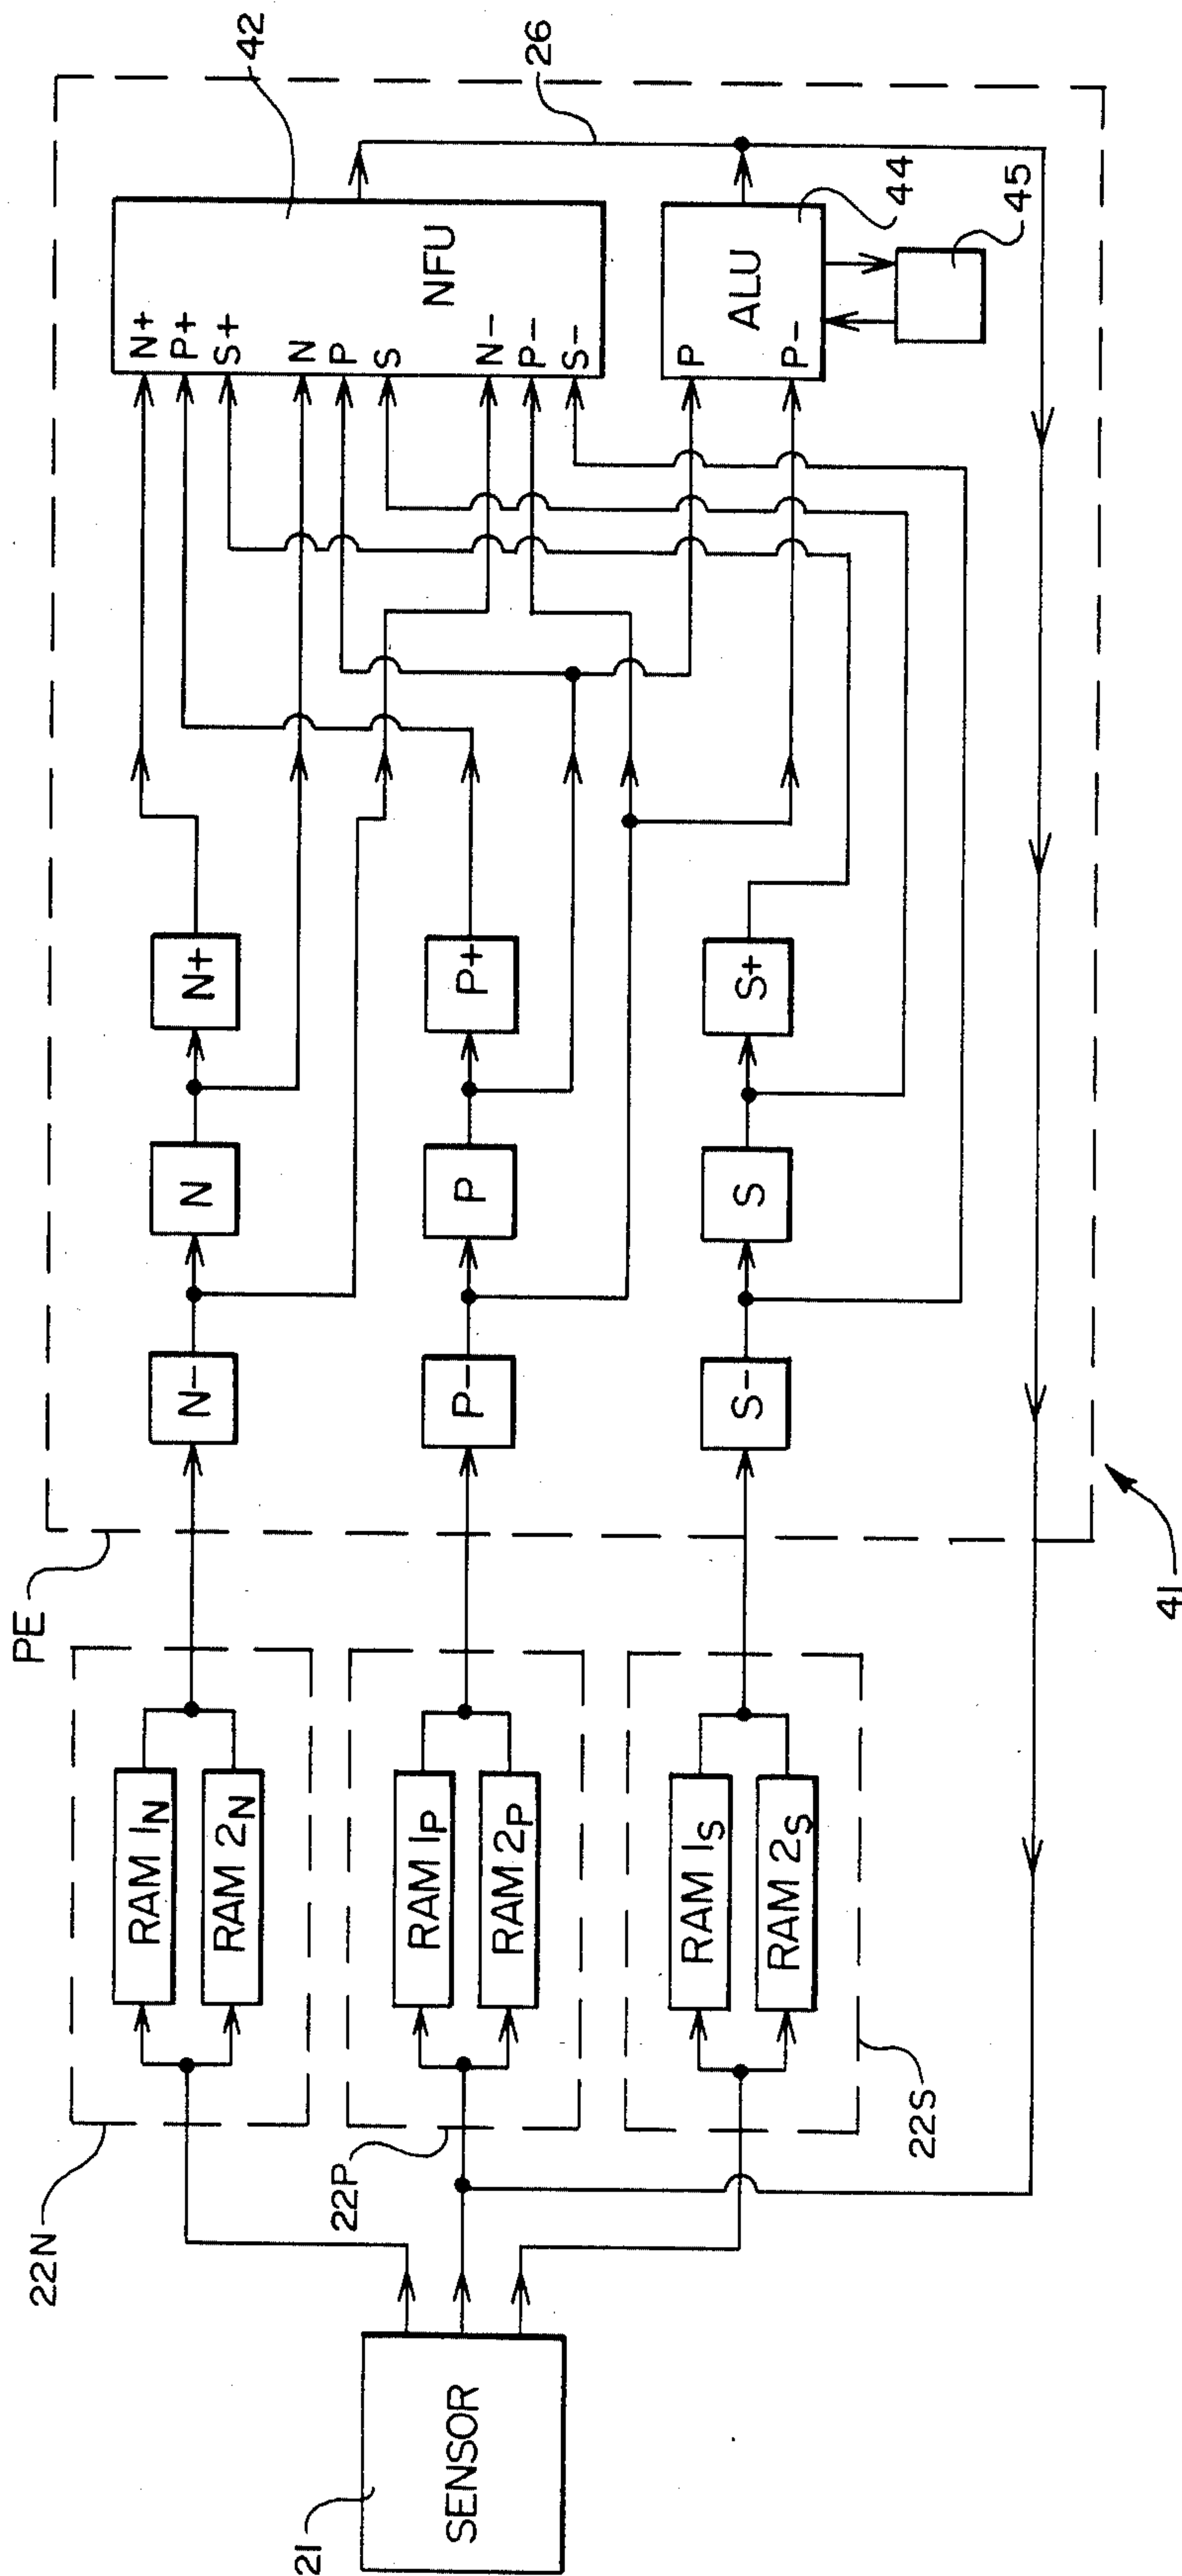 21
SENSOR
22N
22P
22S
RAM 1N
RAM 2N
RAM 1P
RAM 2P
RAM 1S
RAM 2S
PE
41
N-
N
N+
P-
P
P+
S-
S
S+
N+
P+
S+
N
P
S
N-
P-
S-
NFU
42
26
P
P-
ALU
44
45